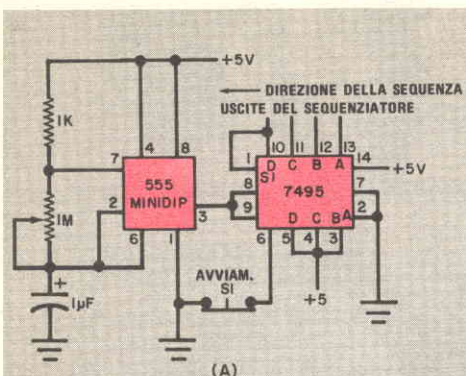 +5V
DIREZIONE DELLA SEQUENZA
USCITE DEL SEQUENZIATORE
1K
4
8
10
11
12
13
1
D
C
B
A
14
SI
+5V
7
555
MINIDIP
8
7495
7
2
3
9
2
1M
D
C
B
A
6
1
6
5
4
3
AVVIAM.
SI
+
1µF
+5
(A)